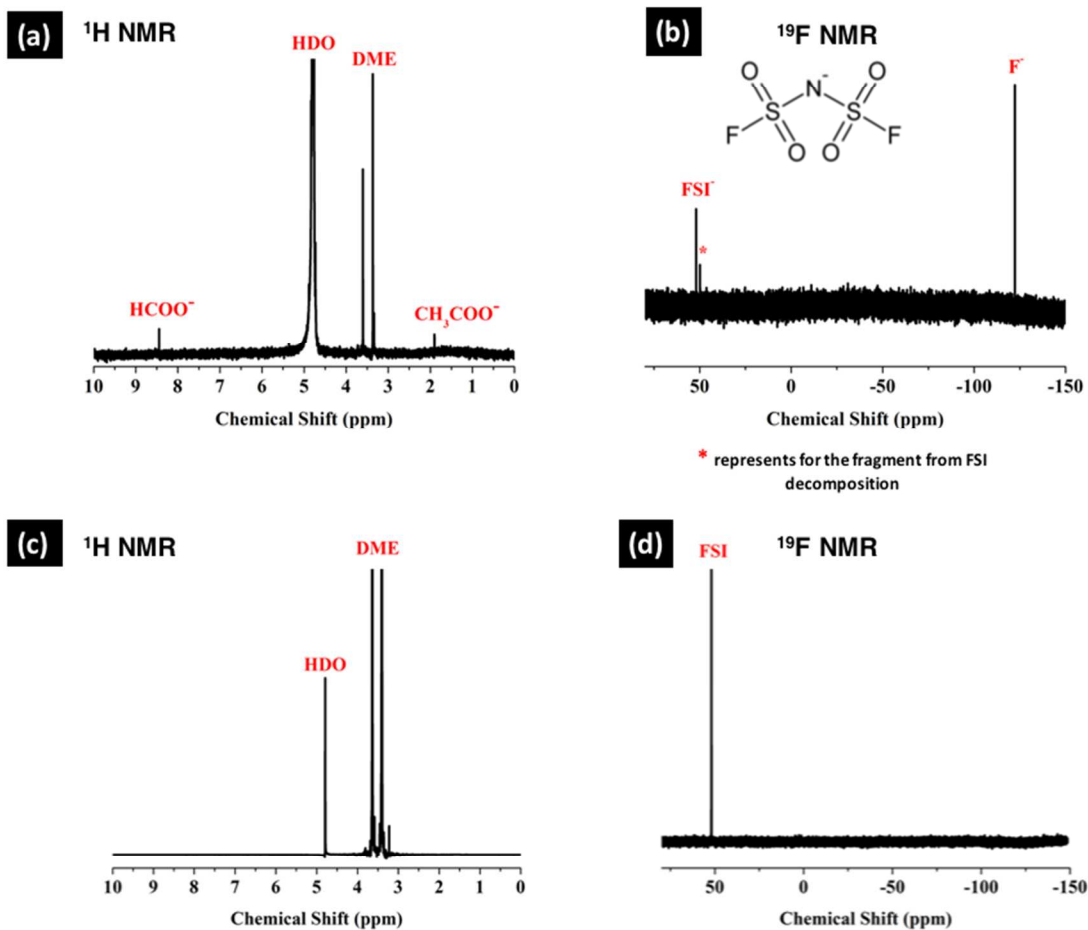 (a)
¹H NMR
HDO
DME
HCOO⁻
CH₃COO⁻
10 9 8 7 6 5 4 3 2 1 0
Chemical Shift (ppm)
(b)
¹⁹F NMR
F⁻
O N⁻ O
S S
F O O F
FSI⁻
*
50 0 -50 -100 -150
Chemical Shift (ppm)
* represents for the fragment from FSI
decomposition
(c)
¹H NMR
DME
HDO
10 9 8 7 6 5 4 3 2 1 0
Chemical Shift (ppm)
(d)
¹⁹F NMR
FSI
50 0 -50 -100 -150
Chemical Shift (ppm)